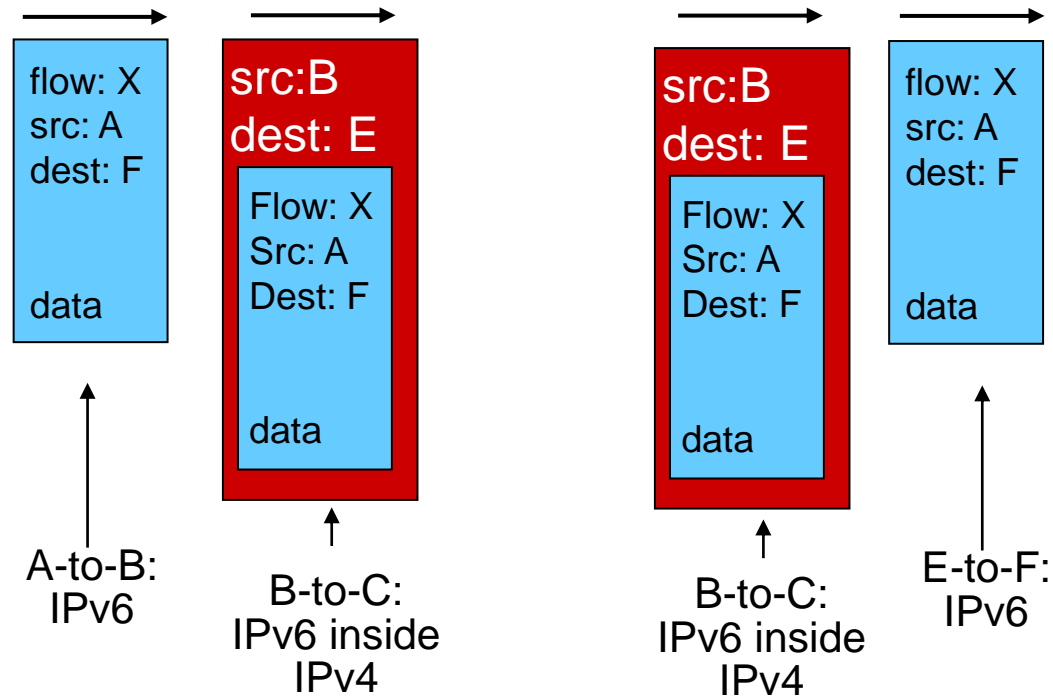 flow: X
src: A
dest: F
data
src:B
dest: E
Flow: X
Src: A
Dest: F
data
src:B
dest: E
Flow: X
Src: A
Dest: F
data
flow: X
src: A
dest: F
data
A-to-B:
IPv6
B-to-C:
IPv6 inside
IPv4
B-to-C:
IPv6 inside
IPv4
E-to-F:
IPv6